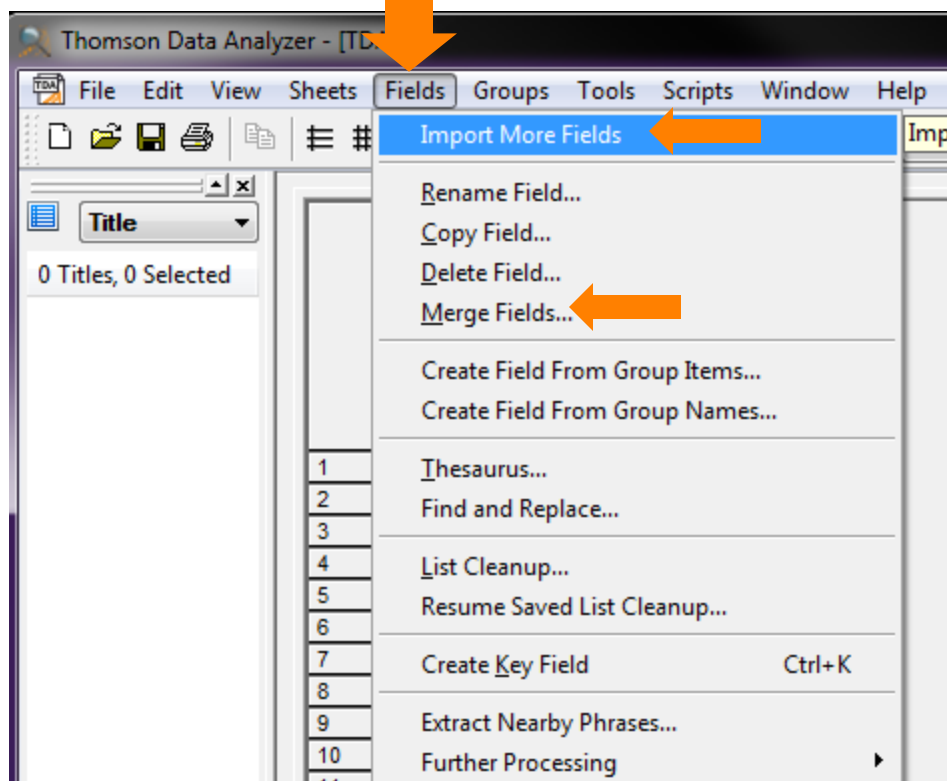 Thomson Data Analyzer - [TD
TDA File Edit View Sheets Fields Groups Tools Scripts Window Help
Import More Fields
Imp
Title
Rename Field...
Copy Field...
0 Titles, 0 Selected
Delete Field...
Merge Fields...
Create Field From Group Items...
Create Field From Group Names...
1
Thesaurus...
2
Find and Replace...
3
4
List Cleanup...
5
Resume Saved List Cleanup...
6
7
Create Key Field Ctrl+K
8
9
Extract Nearby Phrases...
10
Further Processing